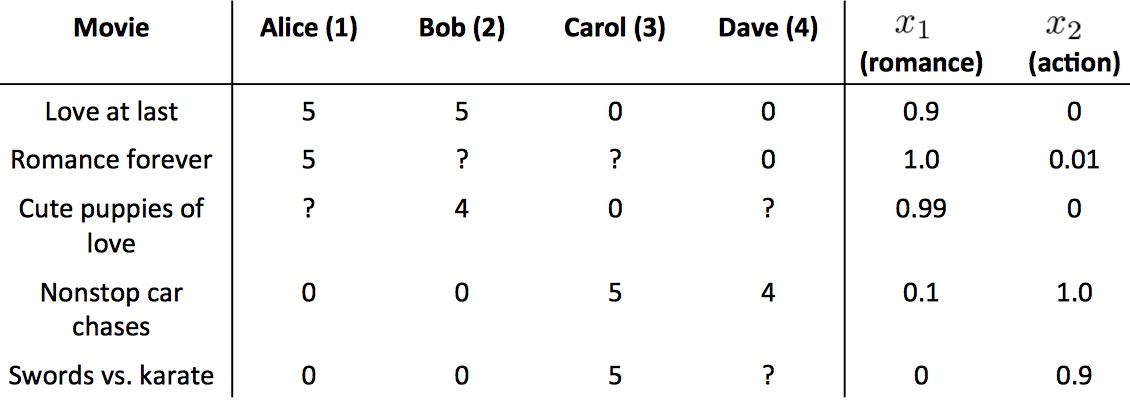 Movie Alice (1) Bob (2) Carol (3) Dave (4) x1 x2
(romance) (action)
Love at last 5 5 0 0 0.9 0
Romance forever 5 ? ? 0 1.0 0.01
Cute puppies of ? 4 0 ? 0.99 0
love
Nonstop car 0 0 5 4 0.1 1.0
chases
Swords vs. karate 0 0 5 ? 0 0.9